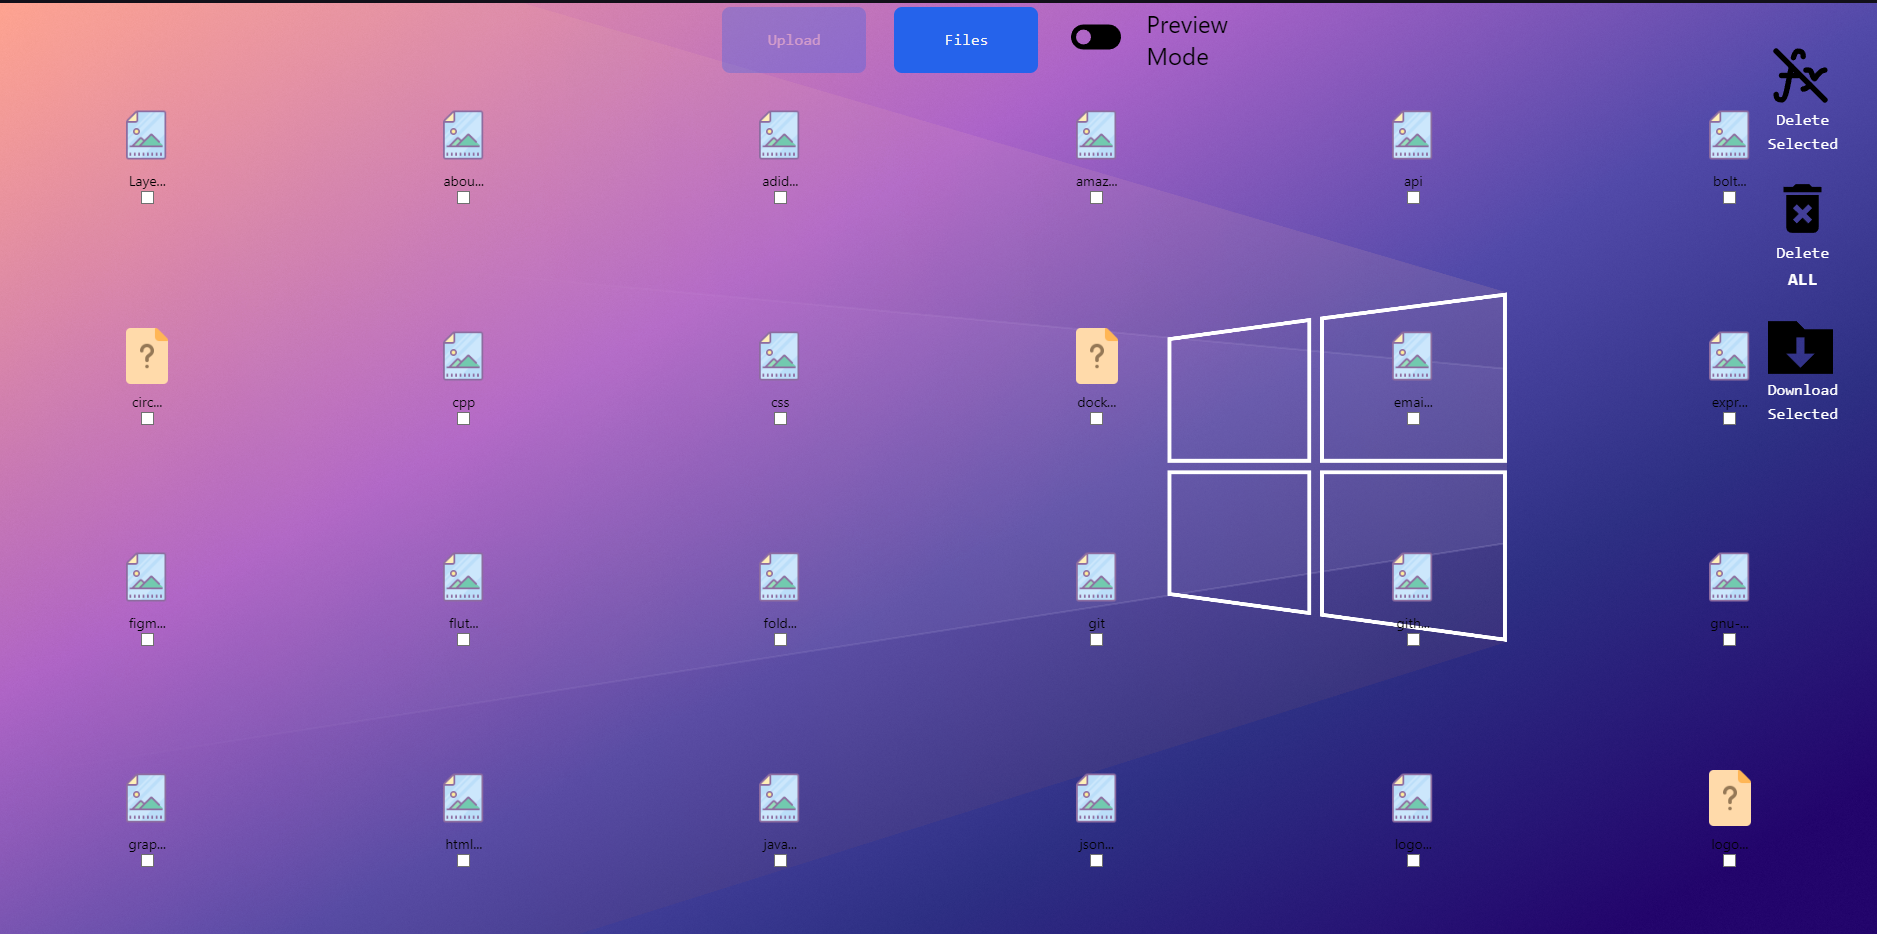 Upload
Files
Preview
Mode
Delete
Selected
Delete
ALL
Download
Selected
Laye...
abou...
adid...
amaz...
api
bolt...
circ...
cpp
css
dock...
emai...
expr...
figm...
flut...
fold...
git
gith...
gnu-...
grap...
html...
java...
json...
logo...
logo...